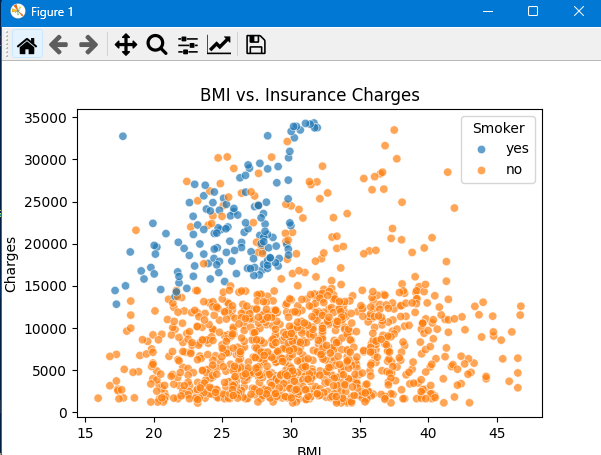 Figure 1
BMI vs. Insurance Charges
35000
30000
25000
20000
15000
10000
5000
0
Charges
Smoker
yes
no
15 20 25 30 35 40 45
BMI